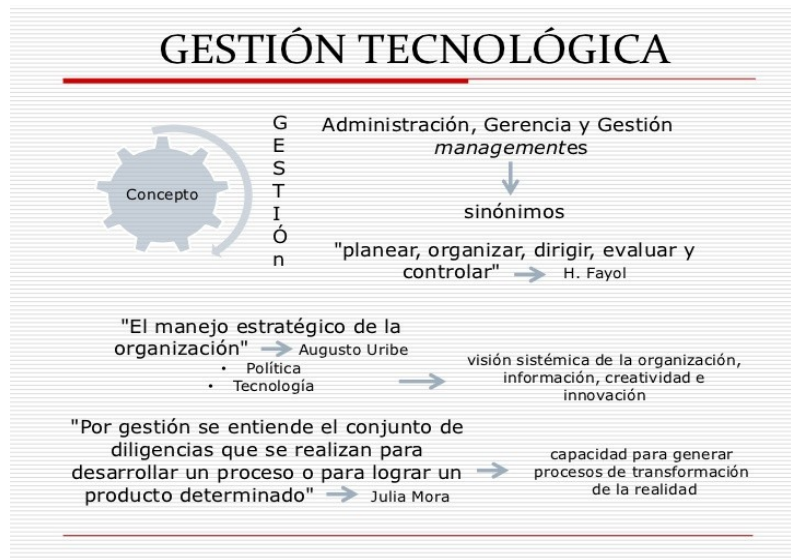 GESTIÓN TECNOLÓGICA
Concepto
G
E
S
T
I
Ó
n
Administración, Gerencia y Gestión
managementes
sinónimos
"planear, organizar, dirigir, evaluar y
controlar" H. Fayol
"El manejo estratégico de la
organización" Augusto Uribe
• Política
• Tecnología
visión sistémica de la organización,
información, creatividad e
innovación
"Por gestión se entiende el conjunto de
diligencias que se realizan para
desarrollar un proceso o para lograr un
producto determinado" Julia Mora
capacidad para generar
procesos de transformación
de la realidad